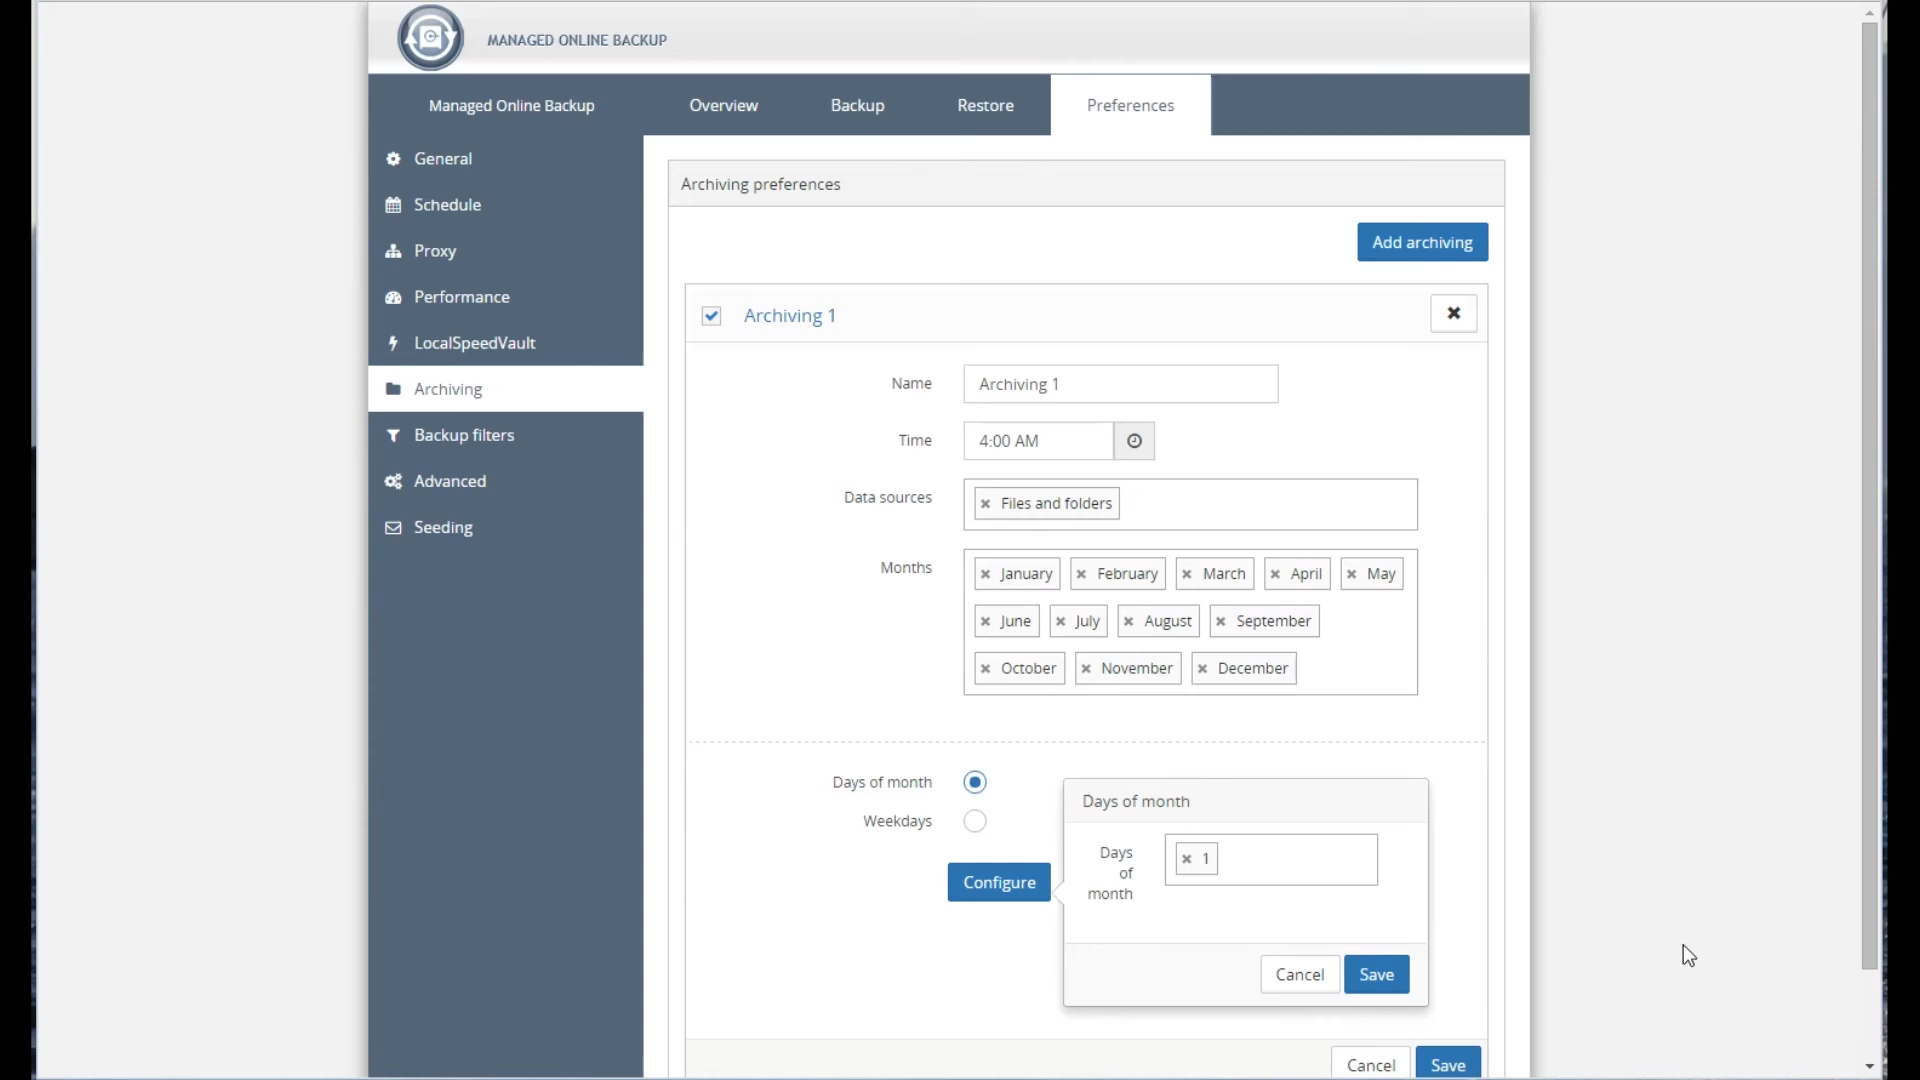 MANAGED ONLINE BACKUP
Managed Online Backup Overview Backup Restore Preferences
General
Schedule
Proxy
Performance
LocalSpeedVault
Archiving
Backup filters
Advanced
Seeding
Archiving preferences
Add archiving
Archiving 1
Name Archiving 1
Time 4:00 AM
Data sources Files and folders
Months January February March April May
June July August September
October November December
Days of month
Weekdays
Configure
Days of month
Days
of
month
1
Cancel Save
Cancel Save